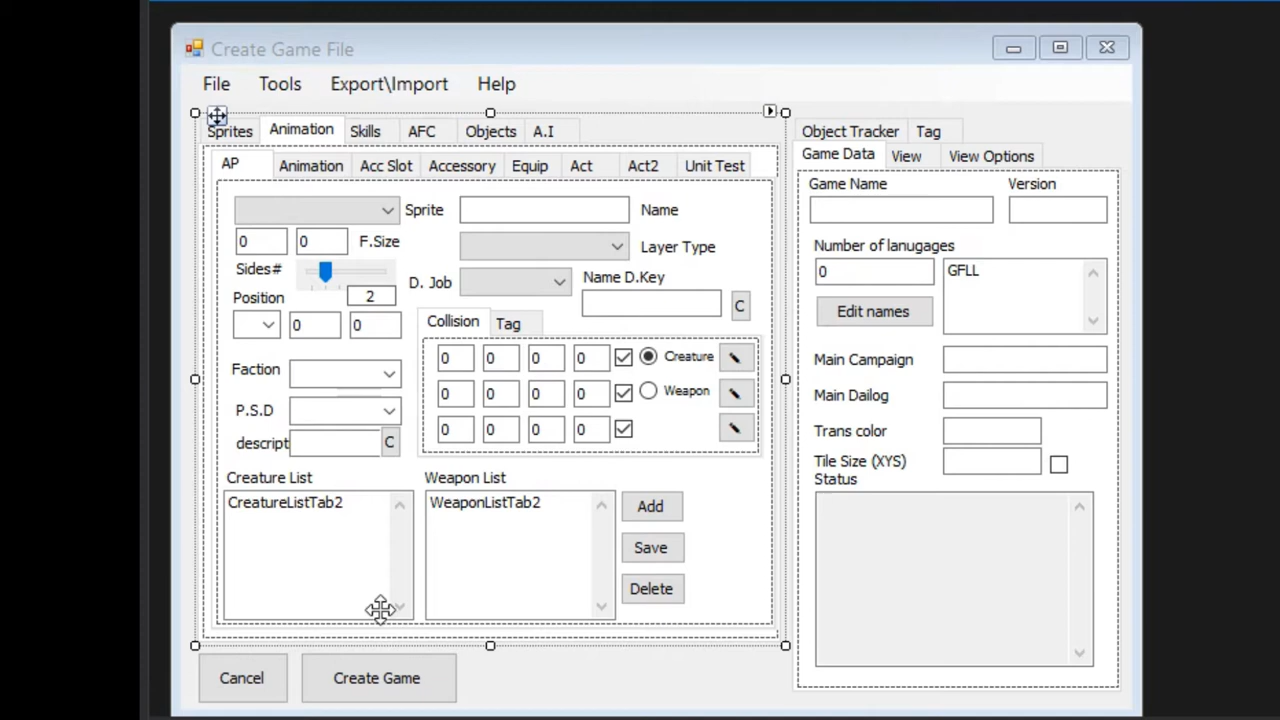 Create Game File
File Tools Export\Import Help
Sprites Animation Skills AFC Objects A.I
AP Animation Acc Slot Accessory Equip Act Act2 Unit Test
Sprite Name
0 0 F.Size
Layer Type
Sides#
2
D. Job
Name D.Key
C
Position
0 0
Collision Tag
0 0 0 0 Creature
0 0 0 0 Weapon
0 0 0 0
Faction
P.S.D
descript C
Creature List
CreatureListTab2
Weapon List
WeaponListTab2
Add
Save
Delete
Cancel Create Game
Object Tracker Tag
Game Data View View Options
Game Name Version
Number of lanugages
0
GFLL
Edit names
Main Campaign
Main Dailog
Trans color
Tile Size (XYS)
Status